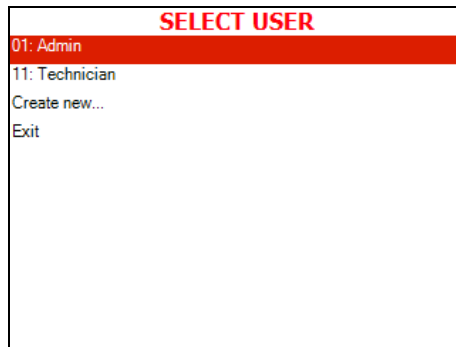 SELECT USER
01: Admin
11: Technician
Create new...
Exit